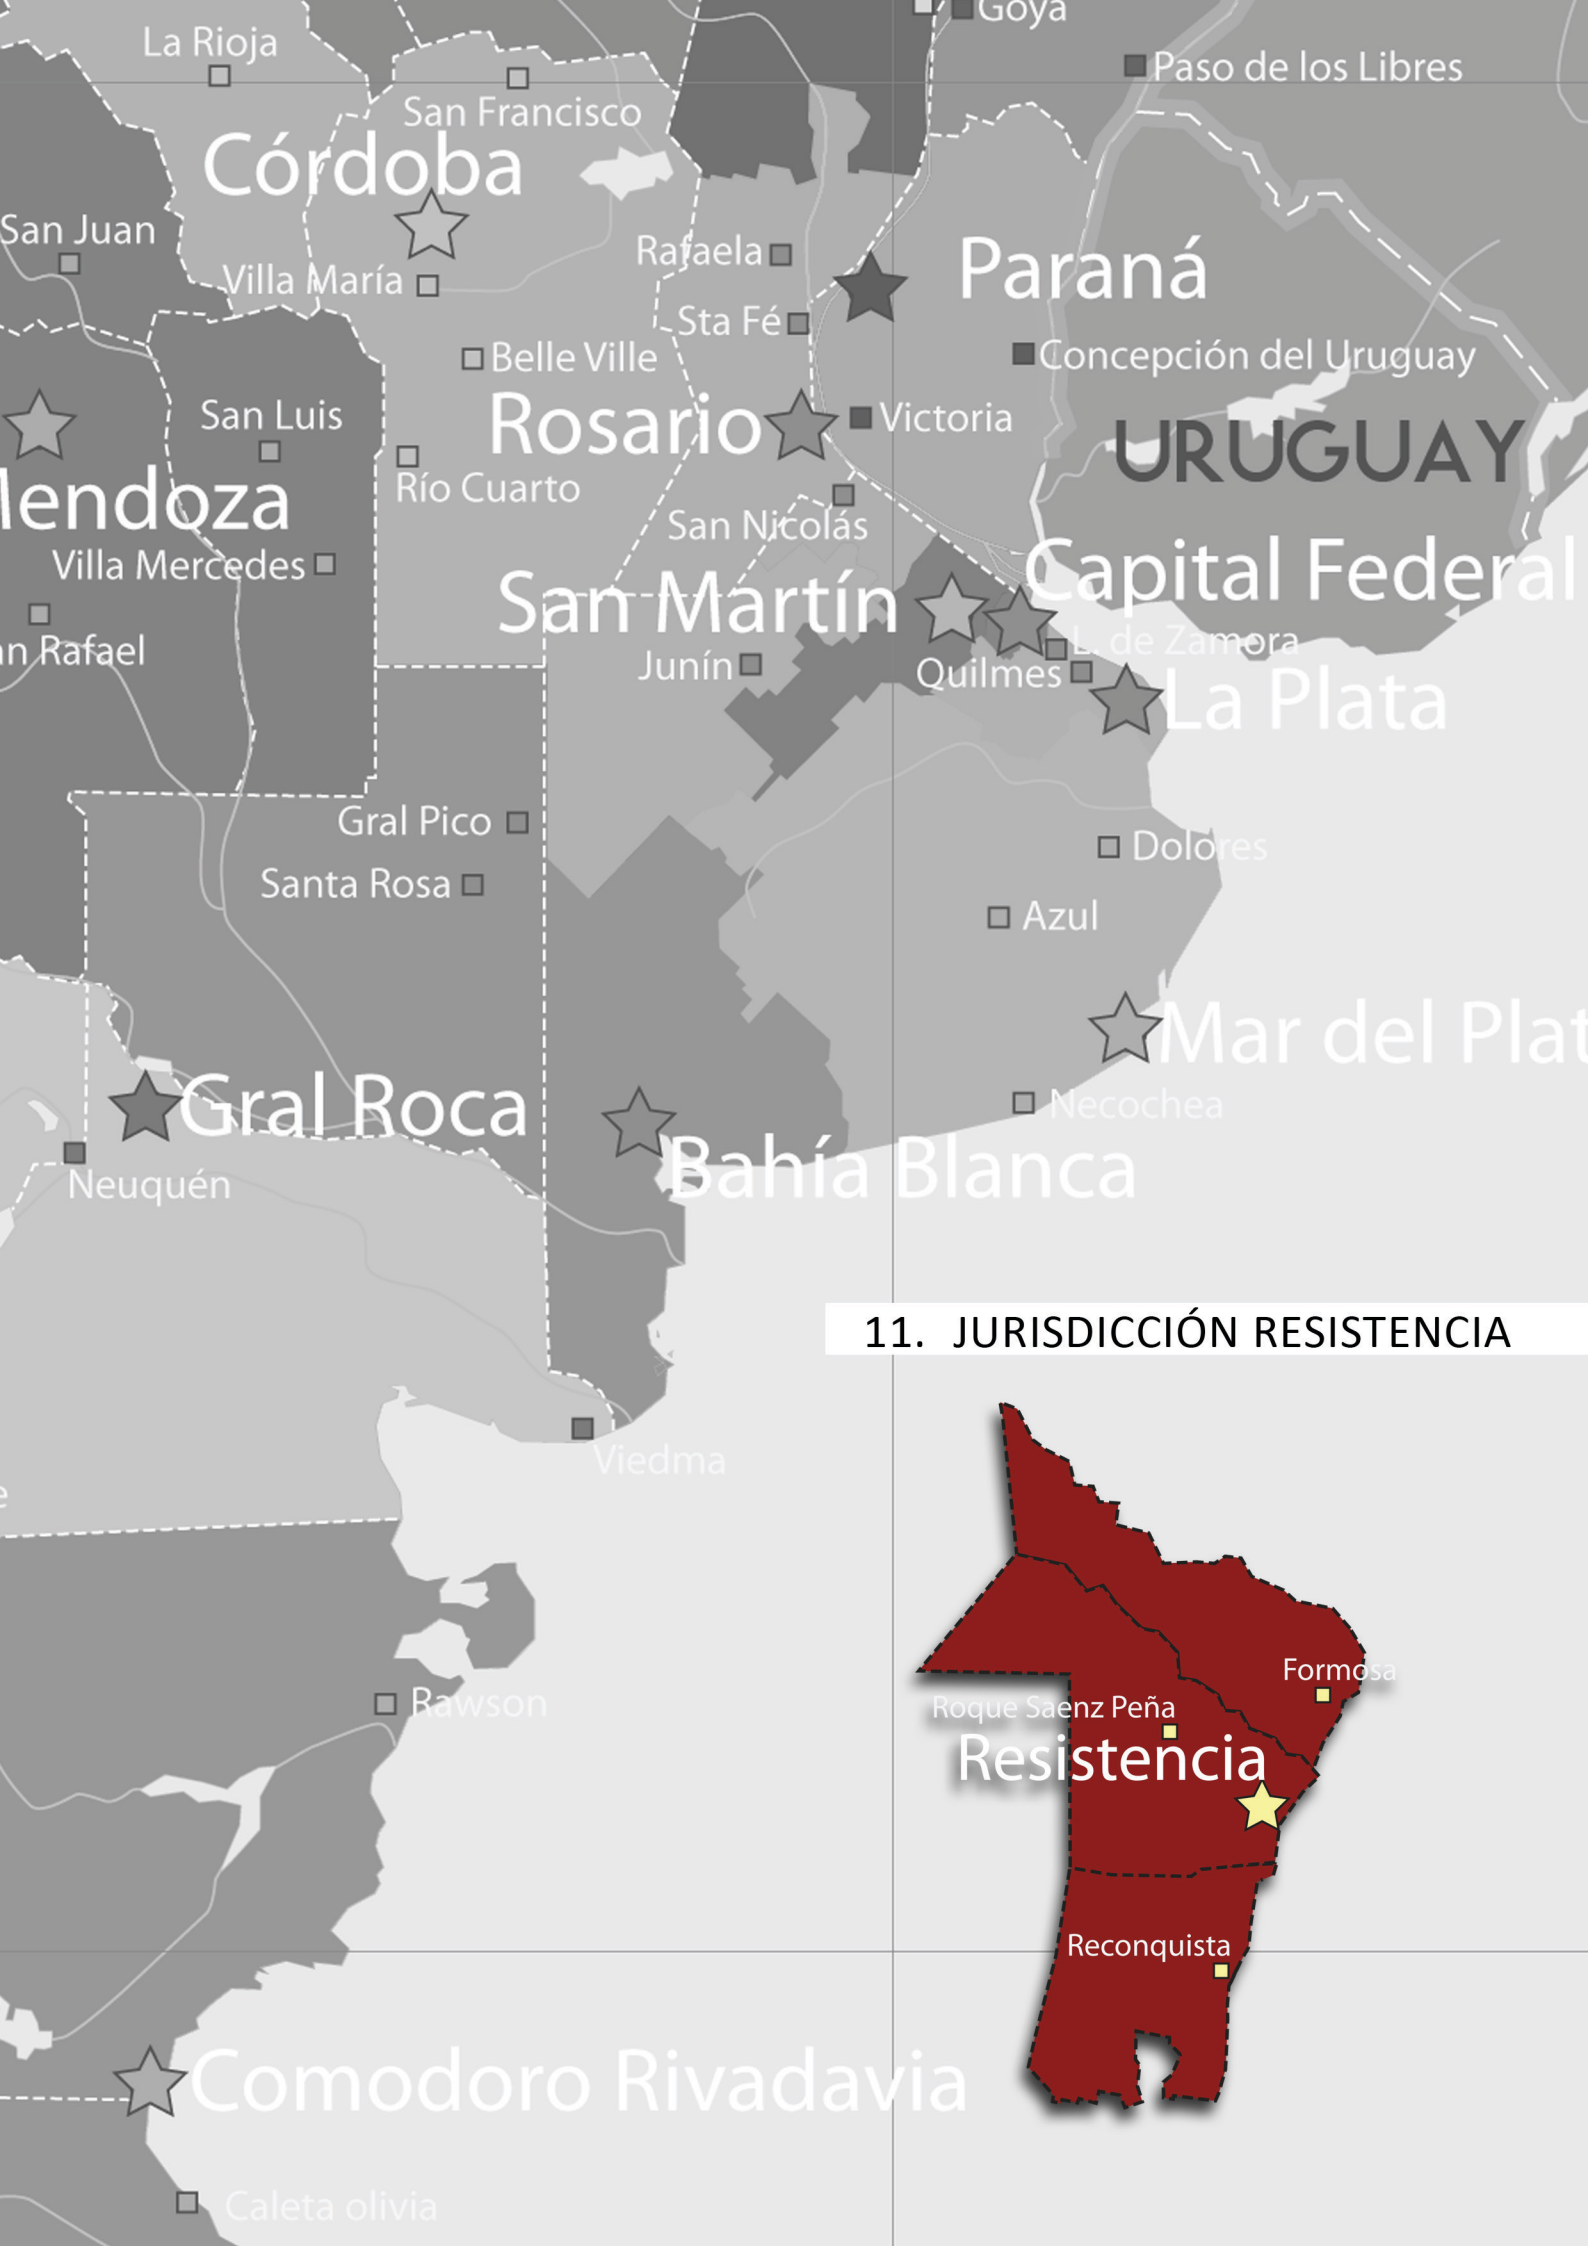 Goya
La Rioja
Paso de los Libres
San Francisco
Córdoba
San Juan
Rafaela
Paraná
Villa María
Sta Fé
Belle Ville
Concepción del Uruguay
San Luis
Rosario
Victoria
URUGUAY
Río Cuarto
Mendoza
San Nicolás
Villa Mercedes
Capital Federal
San Martín
L. de Zamora
an Rafael
Junín
Quilmes
La Plata
Gral Pico
Dolores
Santa Rosa
Azul
Mar del Plat
Gral Roca
Necochea
Bahía Blanca
Neuquén
11. JURISDICCIÓN RESISTENCIA
Viedma
e
Formosa
Rawson
Roque Saenz Peña
Resistencia
Reconquista
Comodoro Rivadavia
Caleta olivia